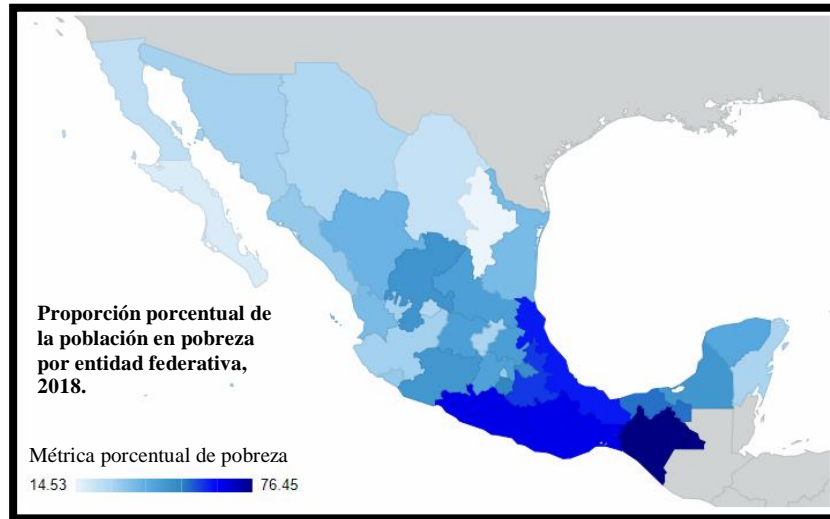 Proporción porcentual de
la población en pobreza
por entidad federativa,
2018.
Métrica porcentual de pobreza
14.53 76.45